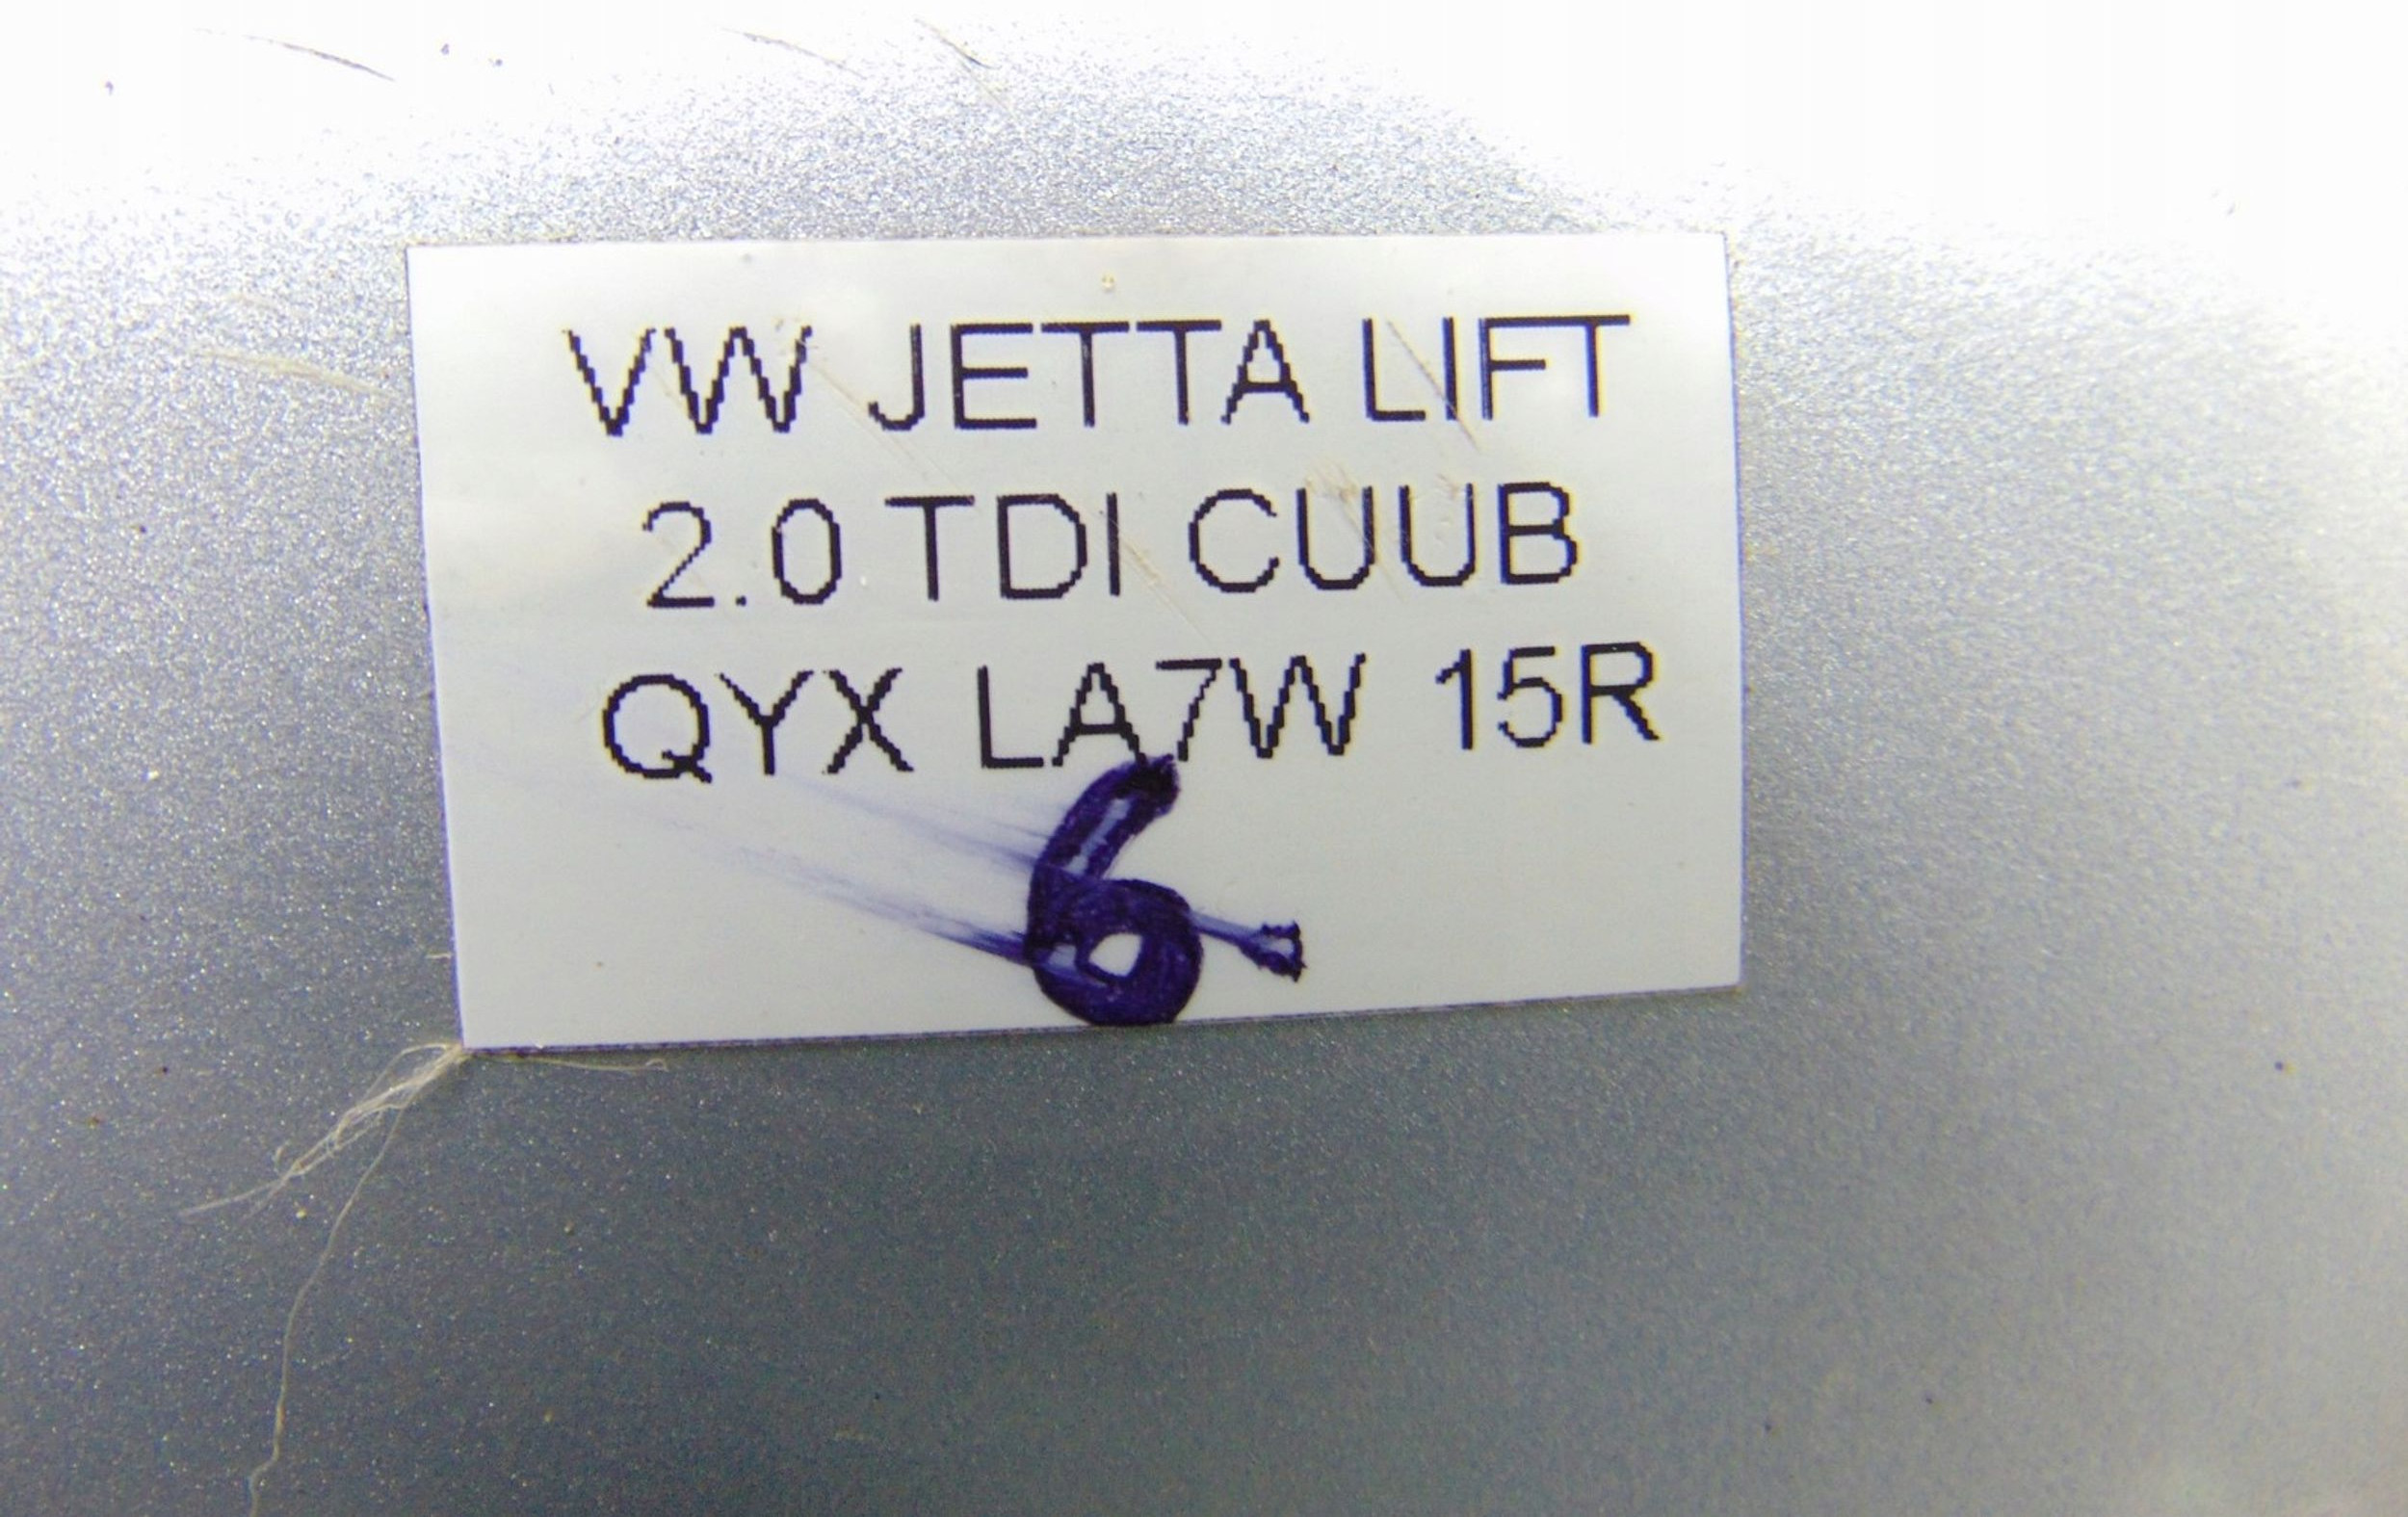 VW JETTA LIFT
2.0 TDI CUUB
QYX LA7W 15R
6